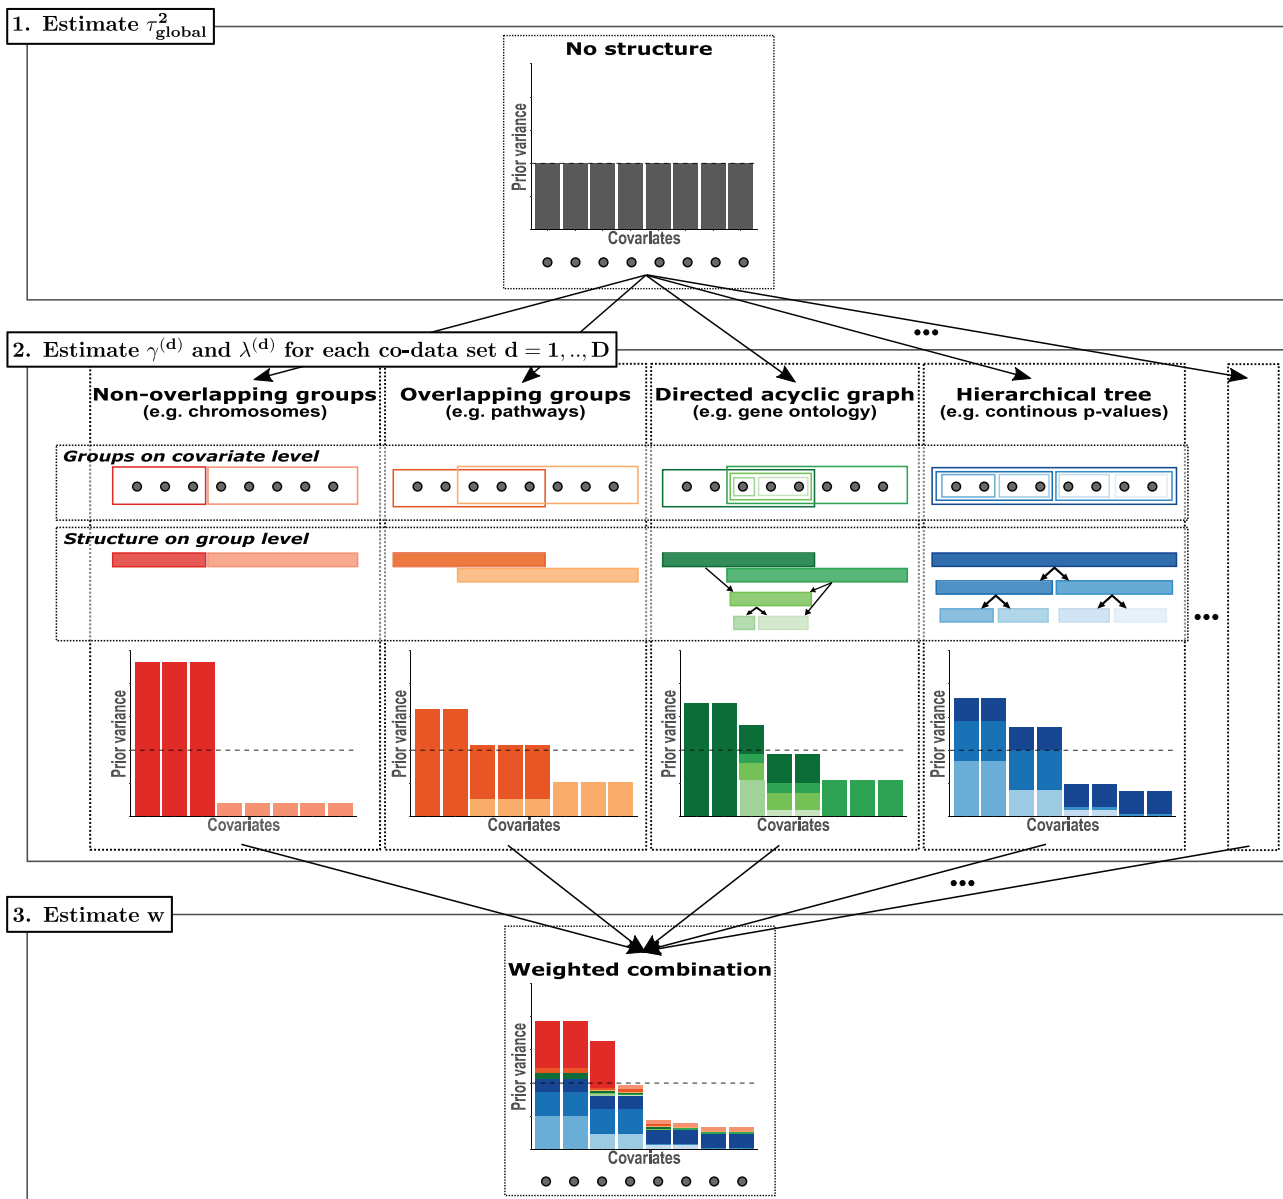 1. Estimate τ²global
No structure
Prior variance
Covariates
...
2. Estimate γ(d) and λ(d) for each co-data set d = 1, .., D
Non-overlapping groups
(e.g. chromosomes)
Overlapping groups
(e.g. pathways)
Directed acyclic graph
(e.g. gene ontology)
Hierarchical tree
(e.g. continous p-values)
Groups on covariate level
Structure on group level
...
Prior variance
Covariates
Prior variance
Covariates
Prior variance
Covariates
Prior variance
Covariates
...
3. Estimate w
Weighted combination
Prior variance
Covariates